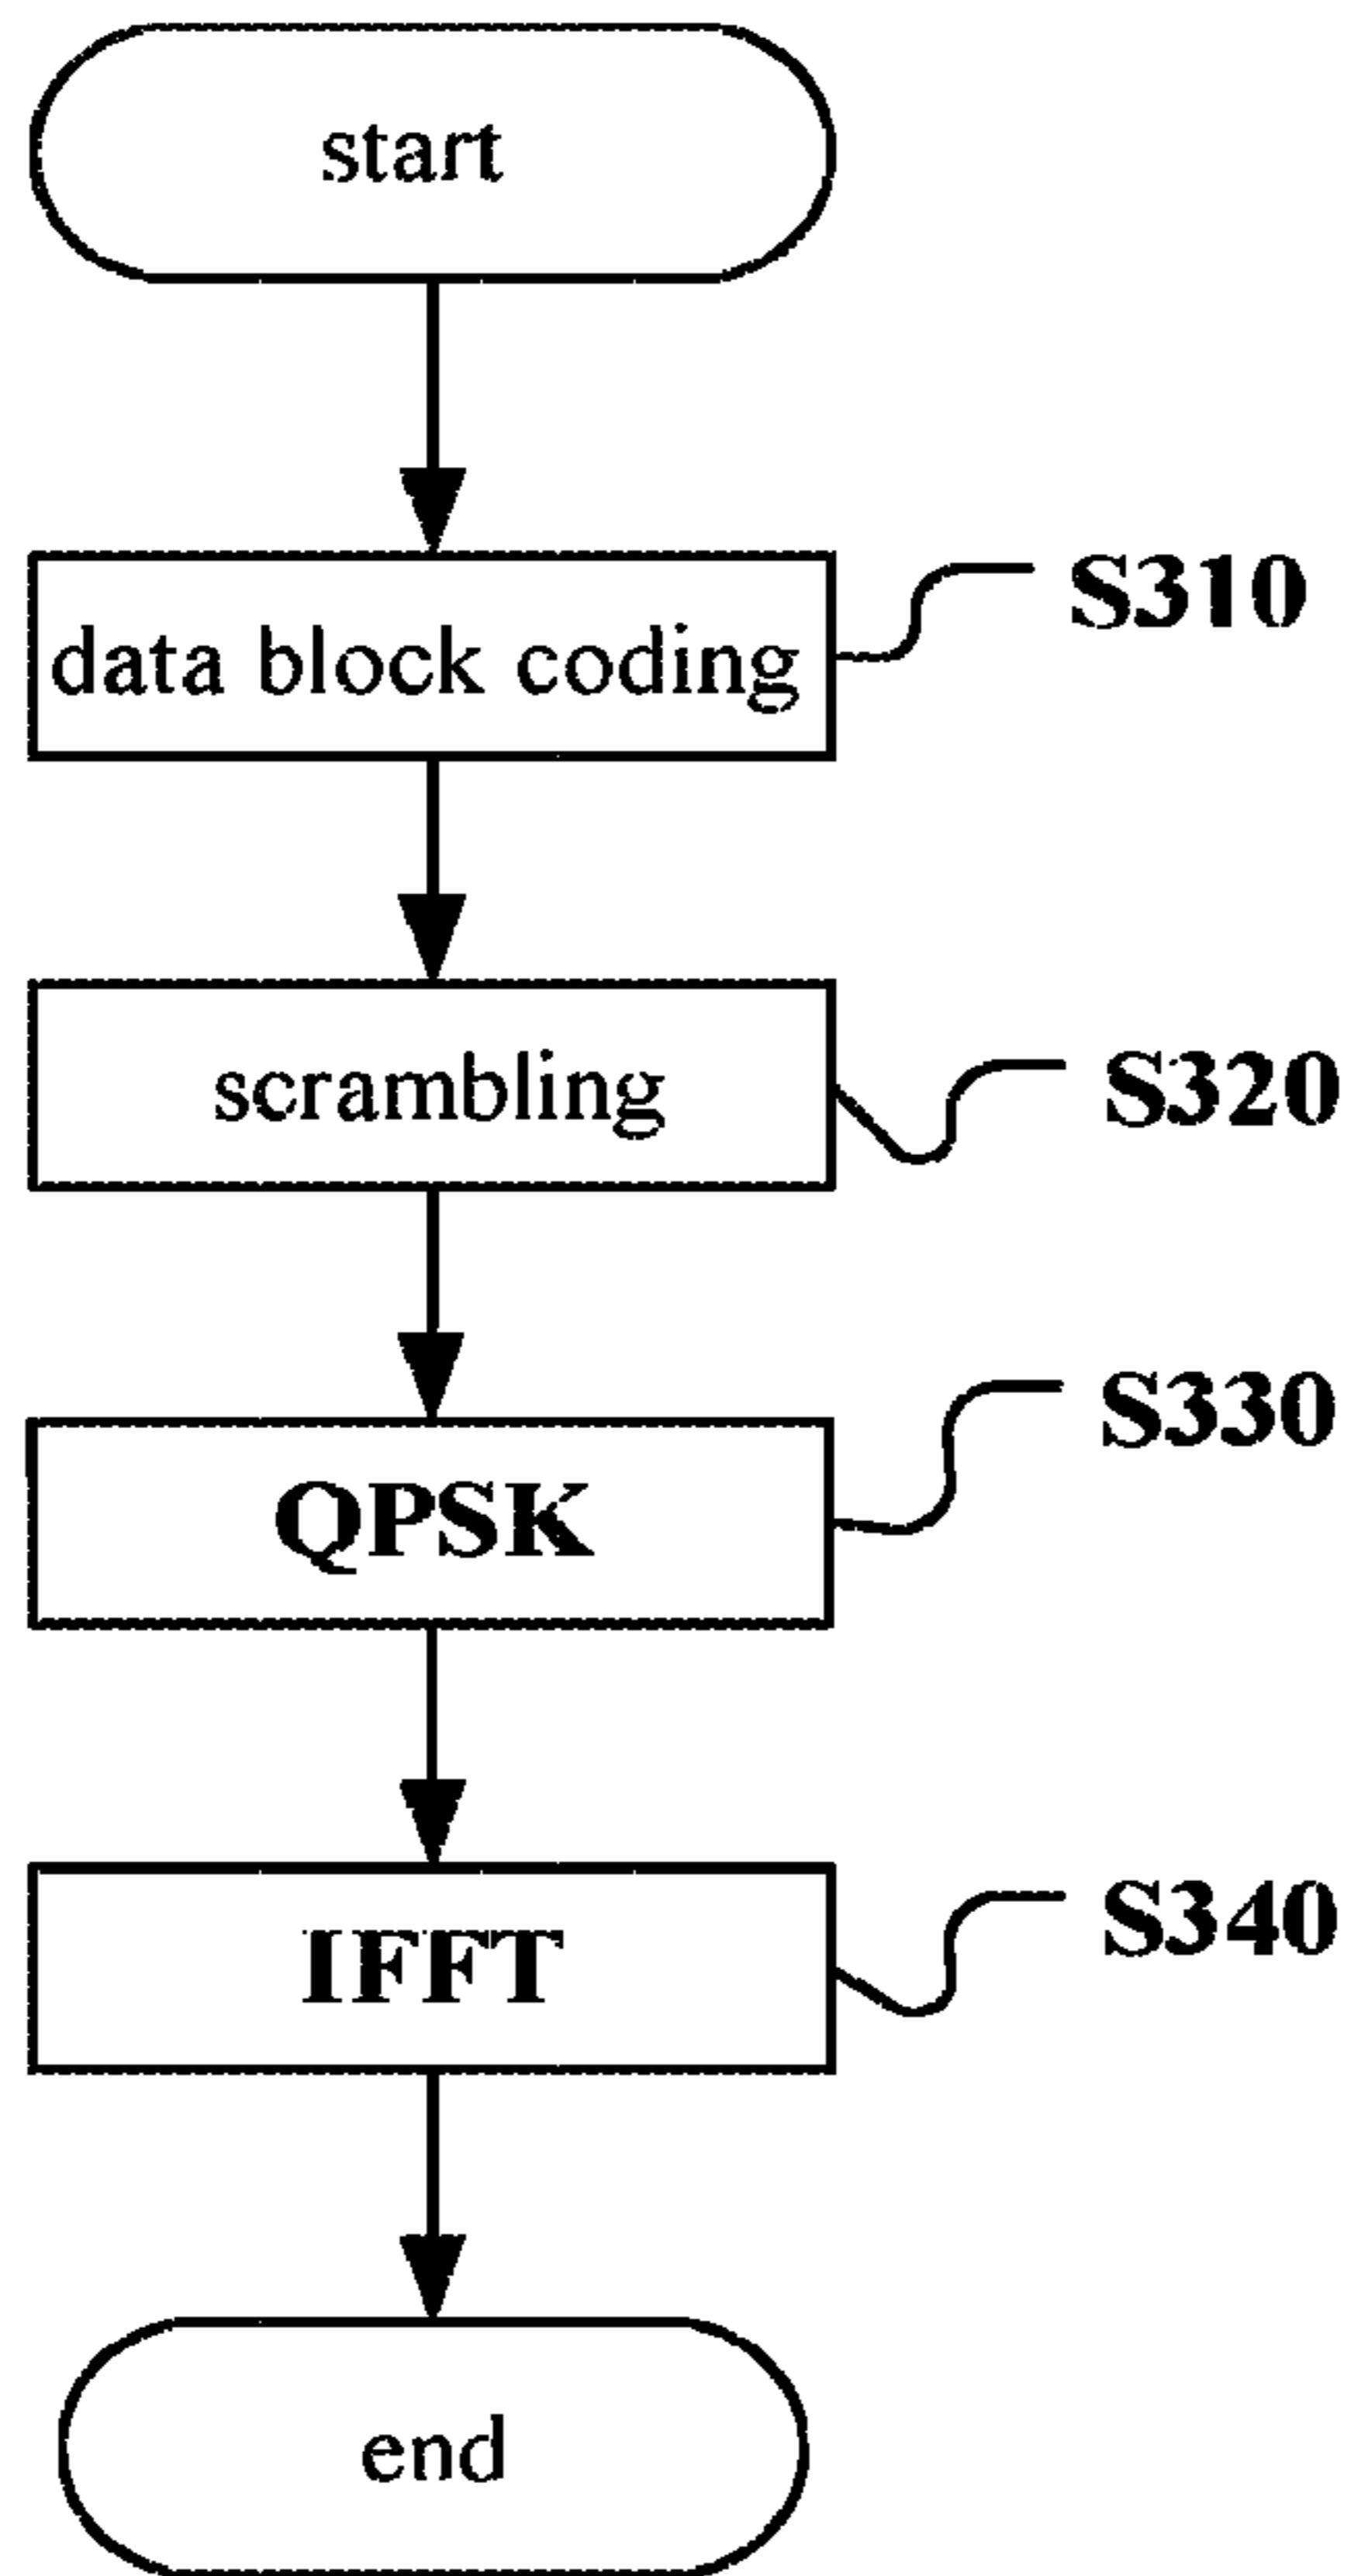 start
S310
data block coding
scrambling
S320
S330
QPSK
IFFT
S340
end